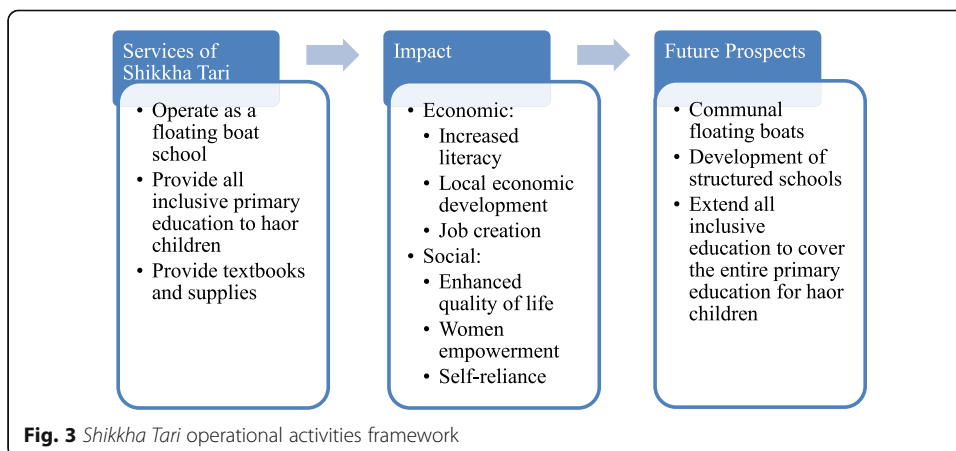 Services of
Shikkha Tari
• Operate as a
floating boat
school
• Provide all
inclusive primary
education to haor
children
• Provide textbooks
and supplies
Impact
• Economic:
• Increased
literacy
• Local economic
development
• Job creation
• Social:
• Enhanced
quality of life
• Women
empowerment
• Self-reliance
Future Prospects
• Communal
floating boats
• Development of
structured schools
• Extend all
inclusive
education to cover
the entire primary
education for haor
children
Fig. 3 Shikkha Tari operational activities framework